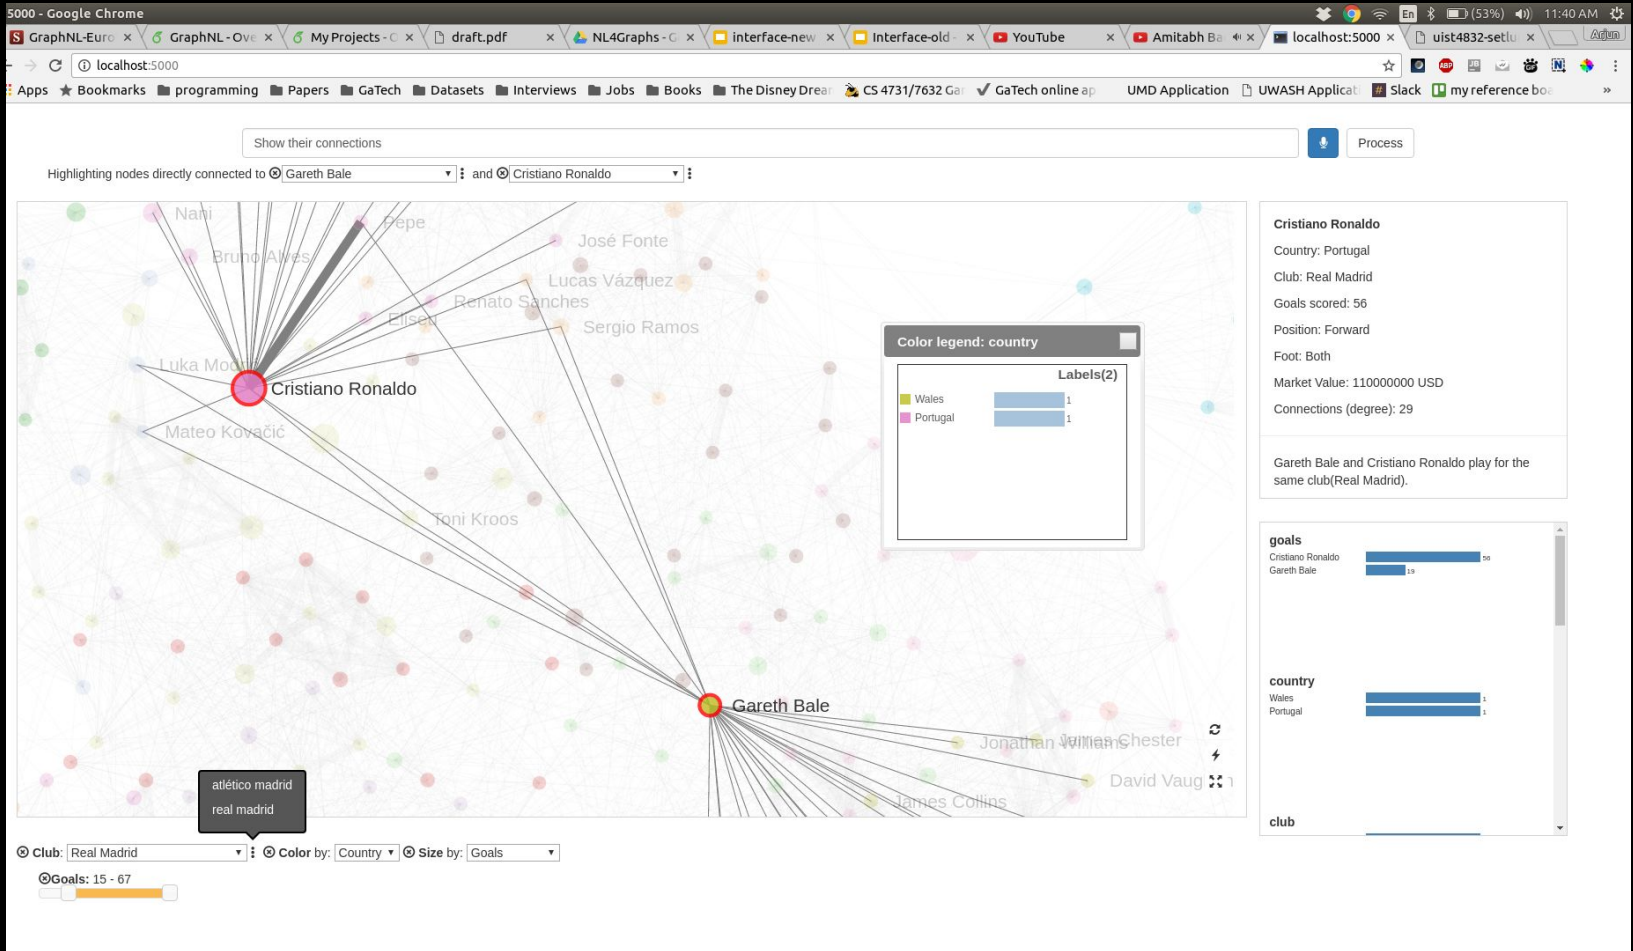 5000 - Google Chrome
En (53%) 11:40 AM
GraphNL-Euro × GraphNL - Ove × My Projects - O × draft.pdf × NL4Graphs - G × interface-new × Interface-old - × YouTube × Amitabh Ba × localhost:5000 × uist4832-setlu × Arjun
localhost:5000
Apps Bookmarks programming Papers GaTech Datasets Interviews Jobs Books The Disney Drea CS 4731/7632 Ga GaTech online ap UMD Application UWASH Applicat Slack my reference boa »
Show their connections
Process
Highlighting nodes directly connected to Gareth Bale and Cristiano Ronaldo
Nani
Pepe
José Fonte
Bruno Alves
Lucas Vázquez
Renato Sanches
Eliseu
Sergio Ramos
Luka Modrić
Cristiano Ronaldo
Mateo Kovačić
Toni Kroos
Gareth Bale
Jonathan Williams
James Chester
David Vaug n
James Collins
Color legend: country
Labels(2)
Wales 1
Portugal 1
Cristiano Ronaldo
Country: Portugal
Club: Real Madrid
Goals scored: 56
Position: Forward
Foot: Both
Market Value: 110000000 USD
Connections (degree): 29
Gareth Bale and Cristiano Ronaldo play for the
same club(Real Madrid).
goals
Cristiano Ronaldo 56
Gareth Bale 19
country
Wales 1
Portugal 1
club
atlético madrid
real madrid
Club: Real Madrid Color by: Country Size by: Goals
Goals: 15 - 67